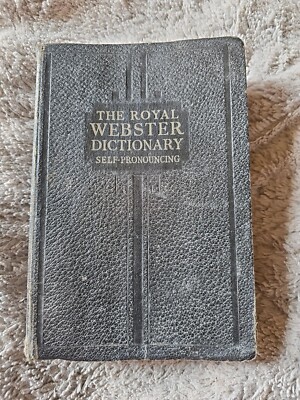 THE ROYAL
WEBSTER
DICTIONARY
SELF-PRONOUNCING